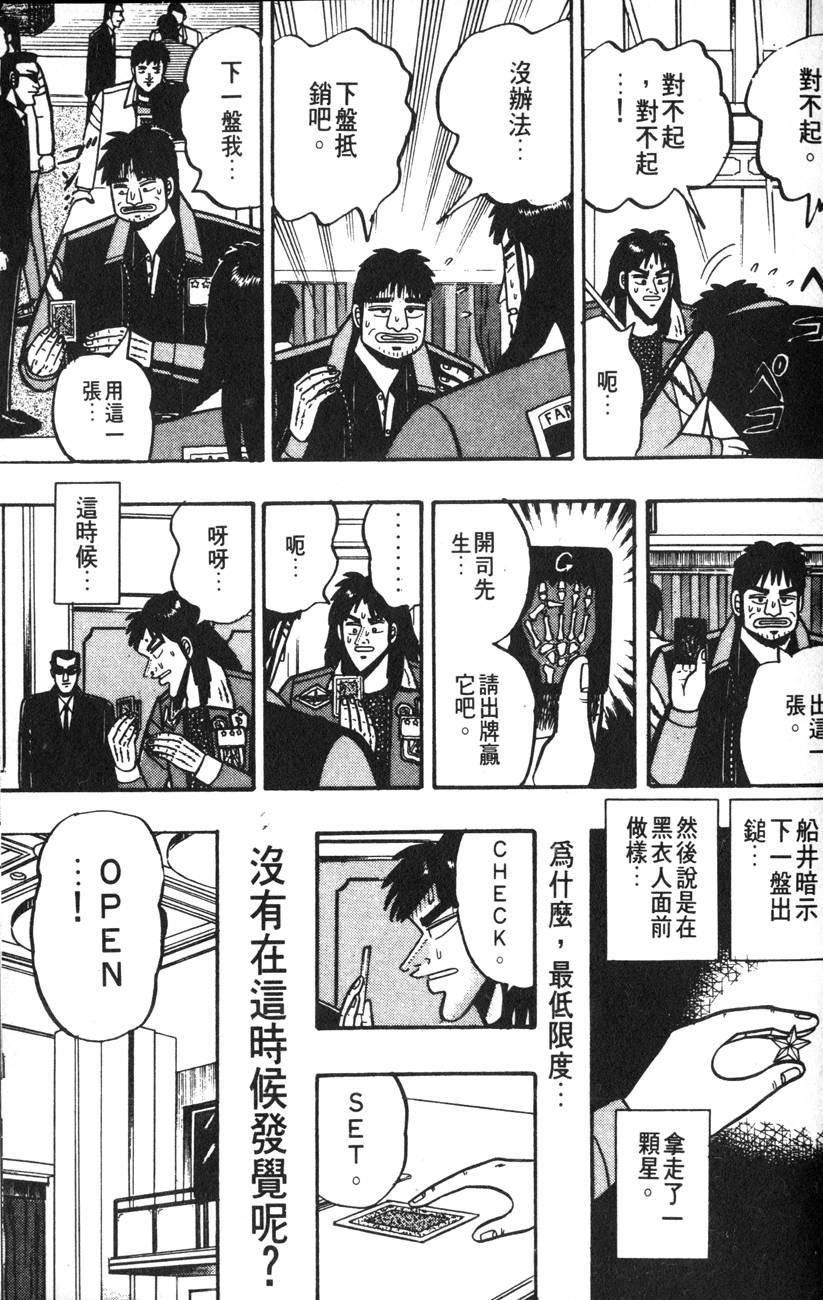 對不起。
對不起
，對不起
…！
呃…
ペコ
沒辦法…
下盤抵
銷吧。
FAR
下一盤我…
用這一
張…
出這一
張。
G
開司先
生…
請出牌贏
它吧。
………
呃…
呀呀…
這時候…
船井暗示
下一盤出
鎚…
然後說是在
黑衣人面前
做樣…
拿走了一
顆星。
爲什麼，最低限度…
CHECK。
SET。
沒有在這時候發覺呢？
OPEN
…！